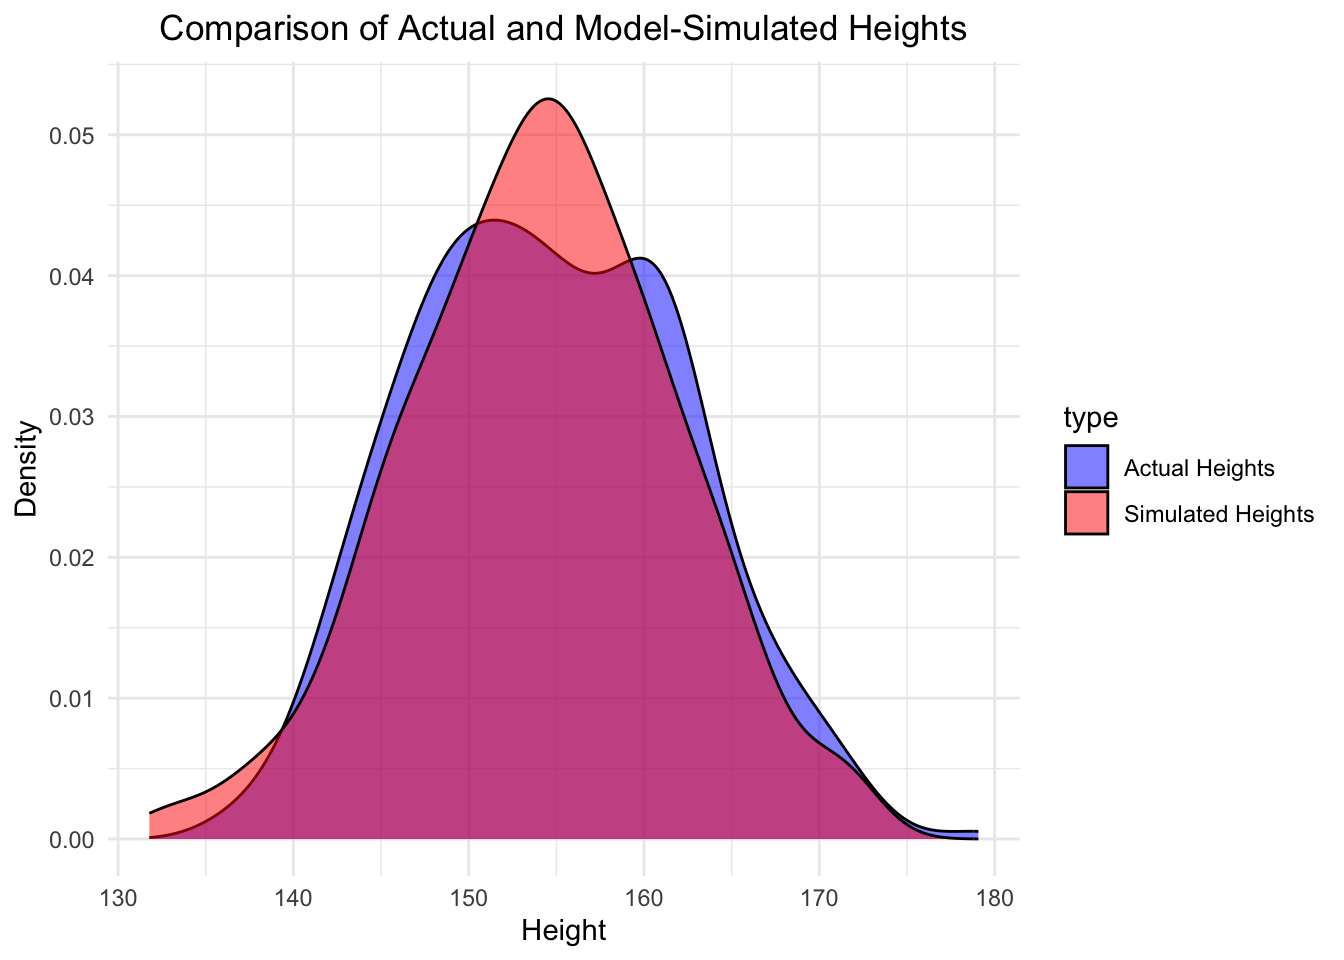 Comparison of Actual and Model-Simulated Heights
0.05
0.04
0.03
0.02
0.01
0.00
Density
130 140 150 160 170 180
Height
type
Actual Heights
Simulated Heights